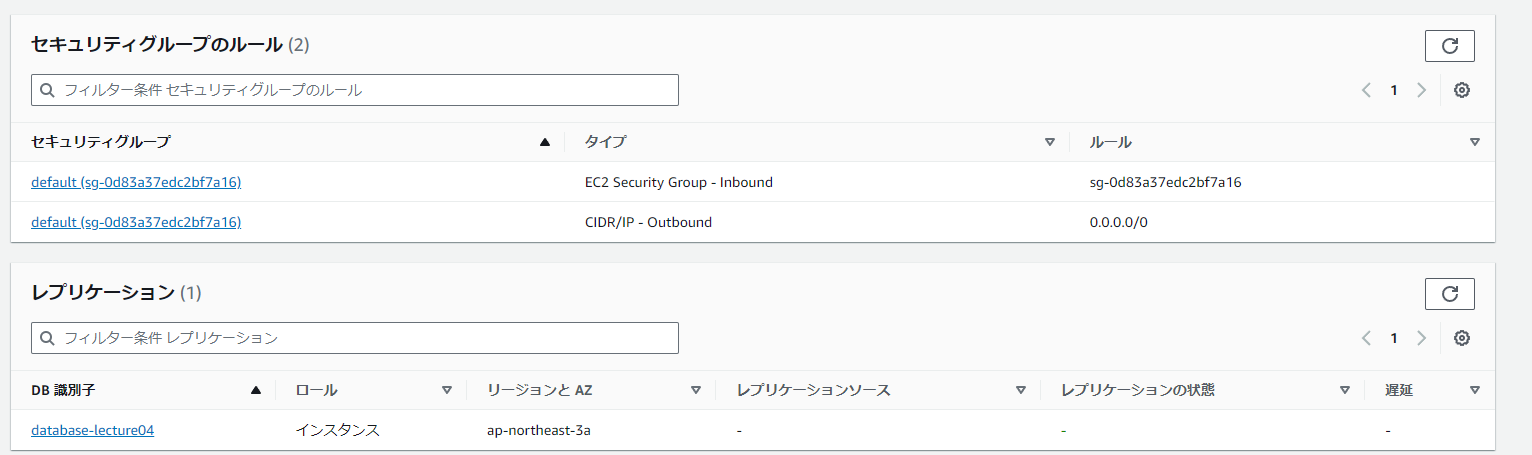 セキュリティグループのルール (2)
フィルター条件 セキュリティグループのルール
1
セキュリティグループ タイプ ルール
default (sg-0d83a37edc2bf7a16) EC2 Security Group - Inbound sg-0d83a37edc2bf7a16
default (sg-0d83a37edc2bf7a16) CIDR/IP - Outbound 0.0.0.0/0
レプリケーション (1)
フィルター条件 レプリケーション
1
DB 識別子 ロール リージョンと AZ レプリケーションソース レプリケーションの状態 遅延
database-lecture04 インスタンス ap-northeast-3a - - -